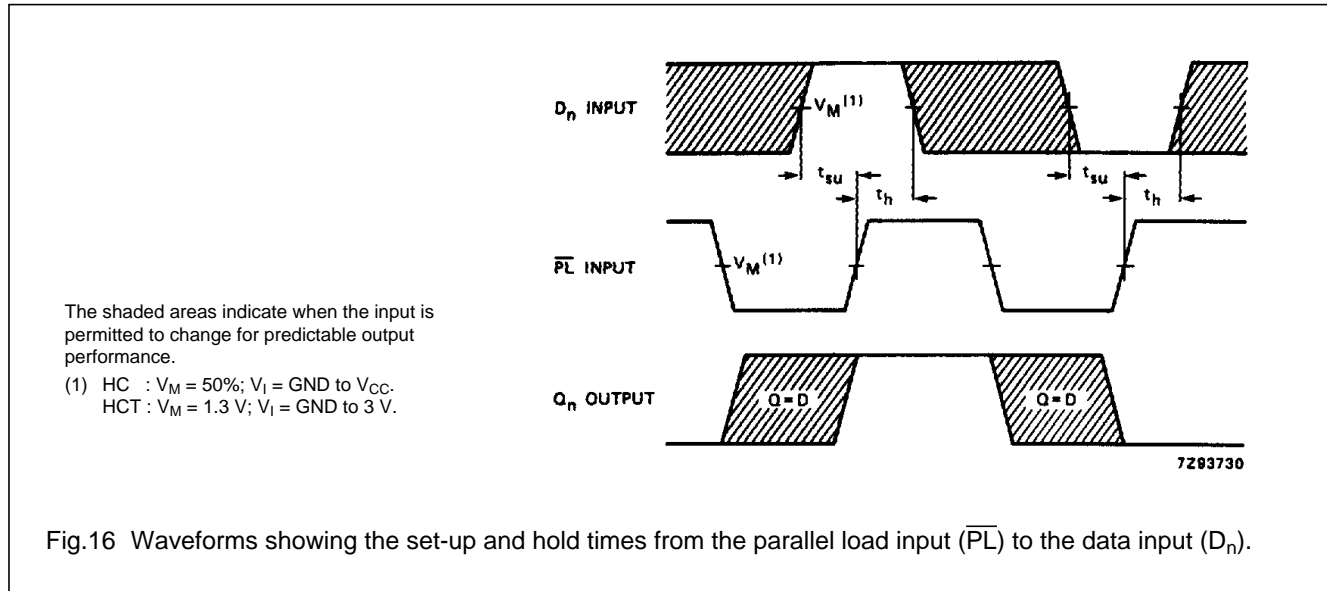 Dn INPUT
VM(1)
tsu
th
tsu
th
PL INPUT
VM(1)
The shaded areas indicate when the input is
permitted to change for predictable output
performance.
(1) HC : VM = 50%; VI = GND to VCC.
HCT : VM = 1.3 V; VI = GND to 3 V.
Qn OUTPUT
Q=D
Q=D
7Z93730
Fig.16 Waveforms showing the set-up and hold times from the parallel load input (PL) to the data input (Dn).